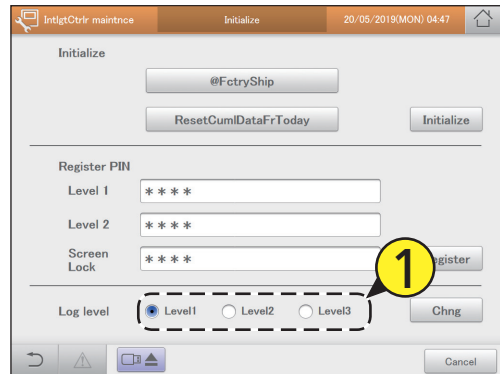 IntlgtCtrlr maintnce Initialize 20/05/2019(MON) 04:47
Initialize
@FctryShip
ResetCumlDataFrToday Initialize
Register PIN
Level 1 ****
Level 2 ****
Screen Lock **** egister
1
Log level Level1 Level2 Level3 Chng
Cancel